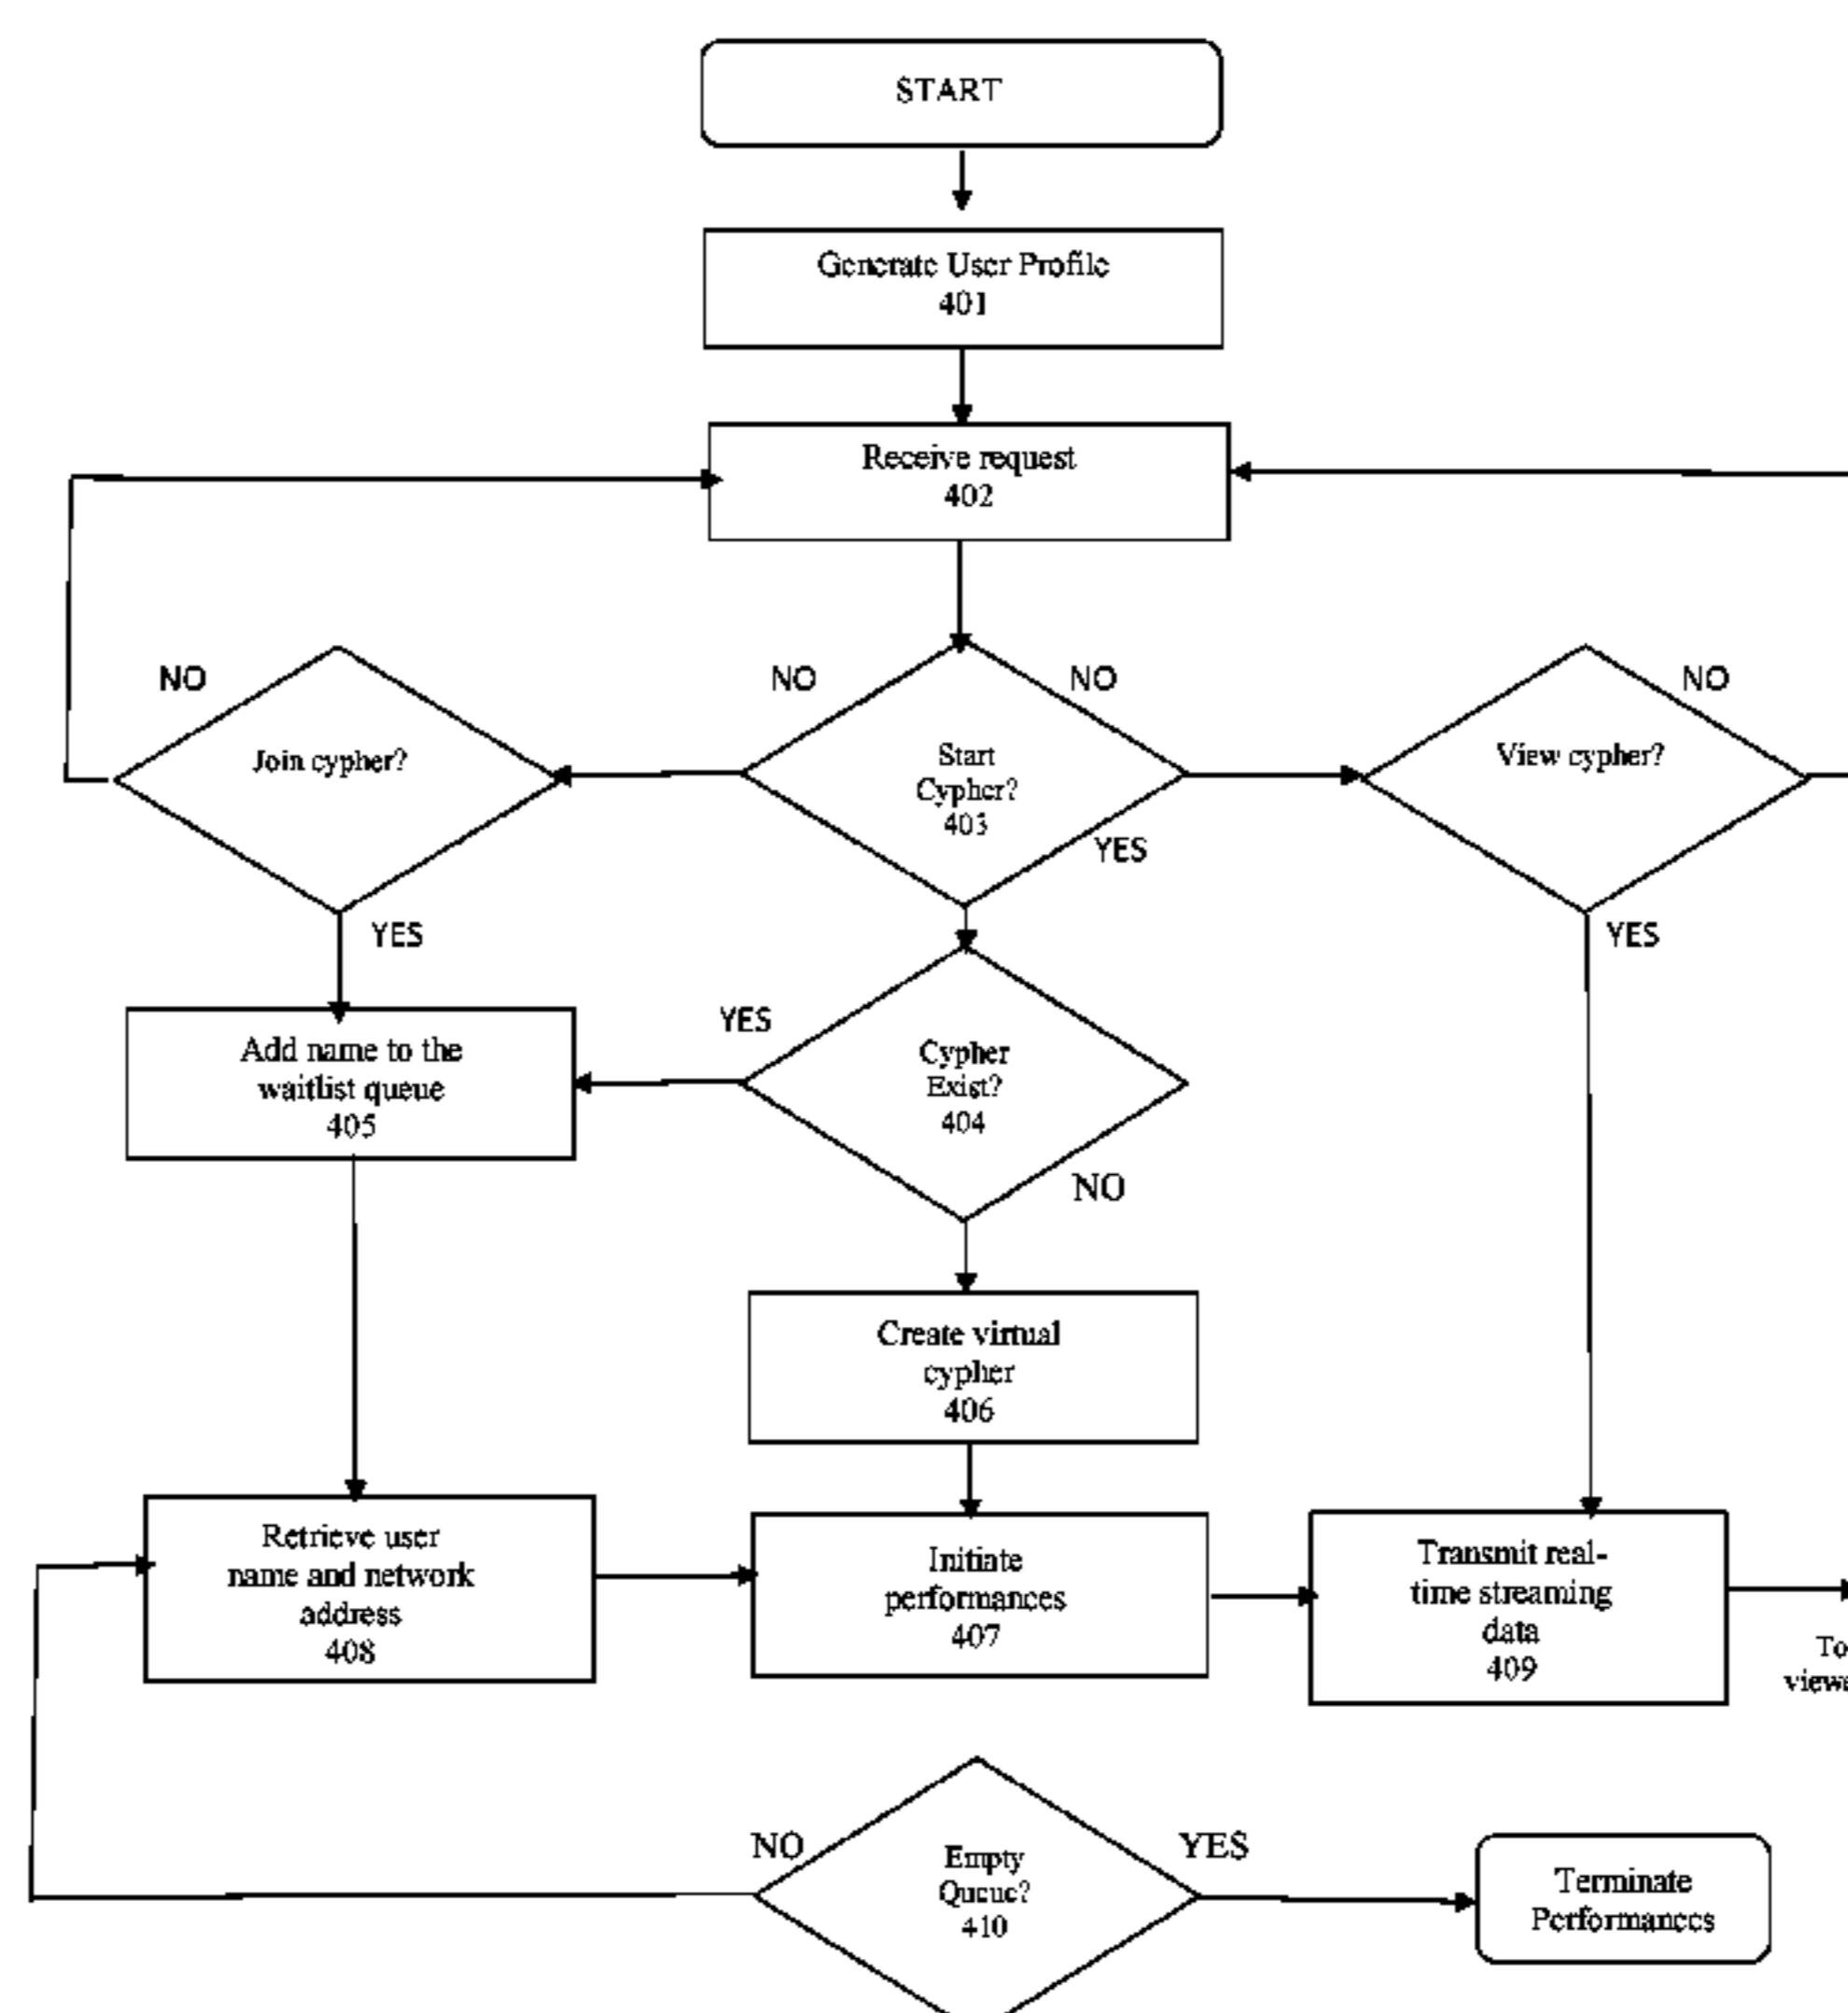 START
Generate User Profile
401
Receive request
402
NO
Join cypher?
YES
NO
NO
Start
Cypher?
403
YES
NO
View cypher?
YES
Add name to the
waitlist queue
405
YES
Cypher
Exist?
404
NO
Create virtual
cypher
406
Retrieve user
name and network
address
408
Initiate
performances
407
Transmit real-
time streaming
data
409
To
NO
Empty
Queue?
410
YES
Terminate
Performances